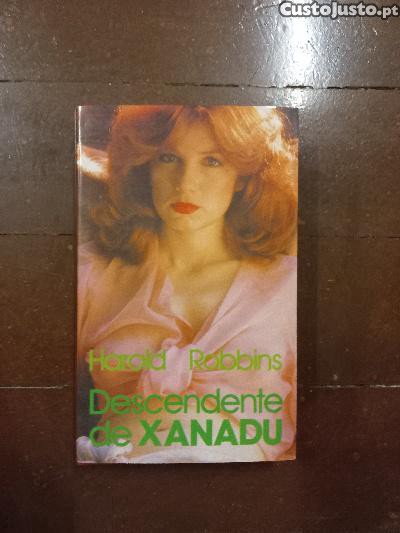 CustoJusto.pt
Harold Robbins
Descendente
de XANADU